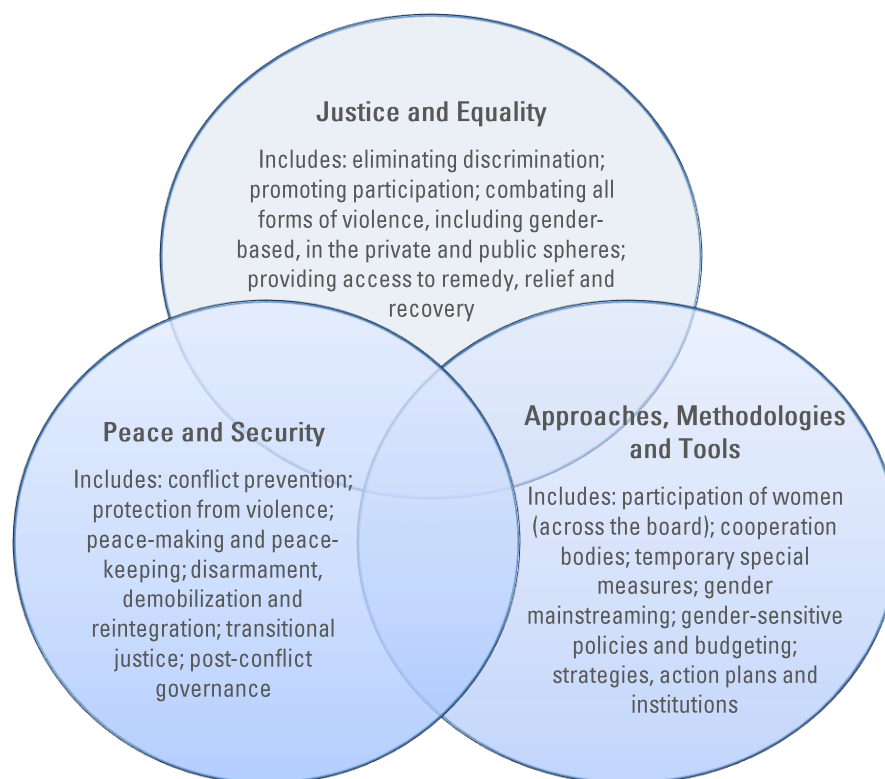 Justice and Equality
Includes: eliminating discrimination;
promoting participation; combating all
forms of violence, including gender-
based, in the private and public spheres;
providing access to remedy, relief and
recovery
Peace and Security
Includes: conflict prevention;
protection from violence;
peace-making and peace-
keeping; disarmament,
demobilization and
reintegration; transitional
justice; post-conflict
governance
Approaches, Methodologies
and Tools
Includes: participation of women
(across the board); cooperation
bodies; temporary special
measures; gender
mainstreaming; gender-sensitive
policies and budgeting;
strategies, action plans and
institutions